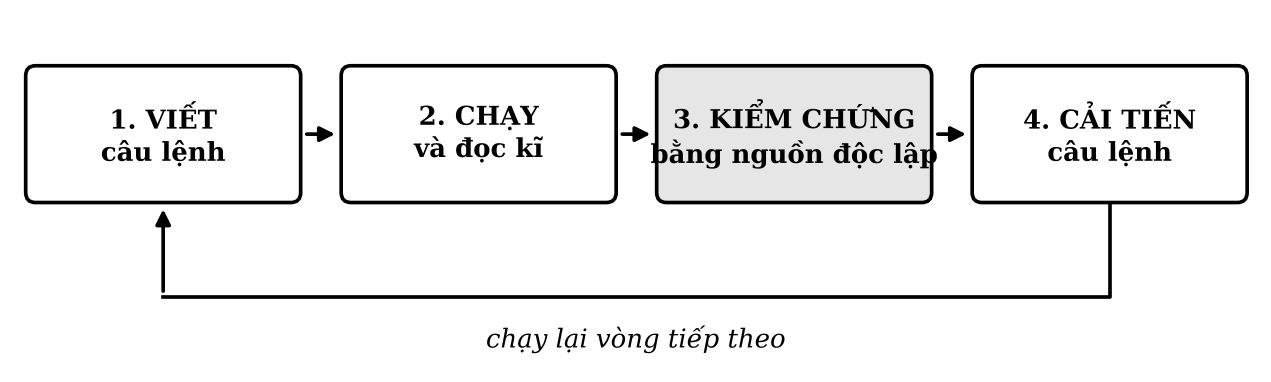 1. VIẾT
câu lệnh
2. CHẠY
và đọc kĩ
3. KIỂM CHỨNG
bằng nguồn độc lập
4. CẢI TIẾN
câu lệnh
chạy lại vòng tiếp theo